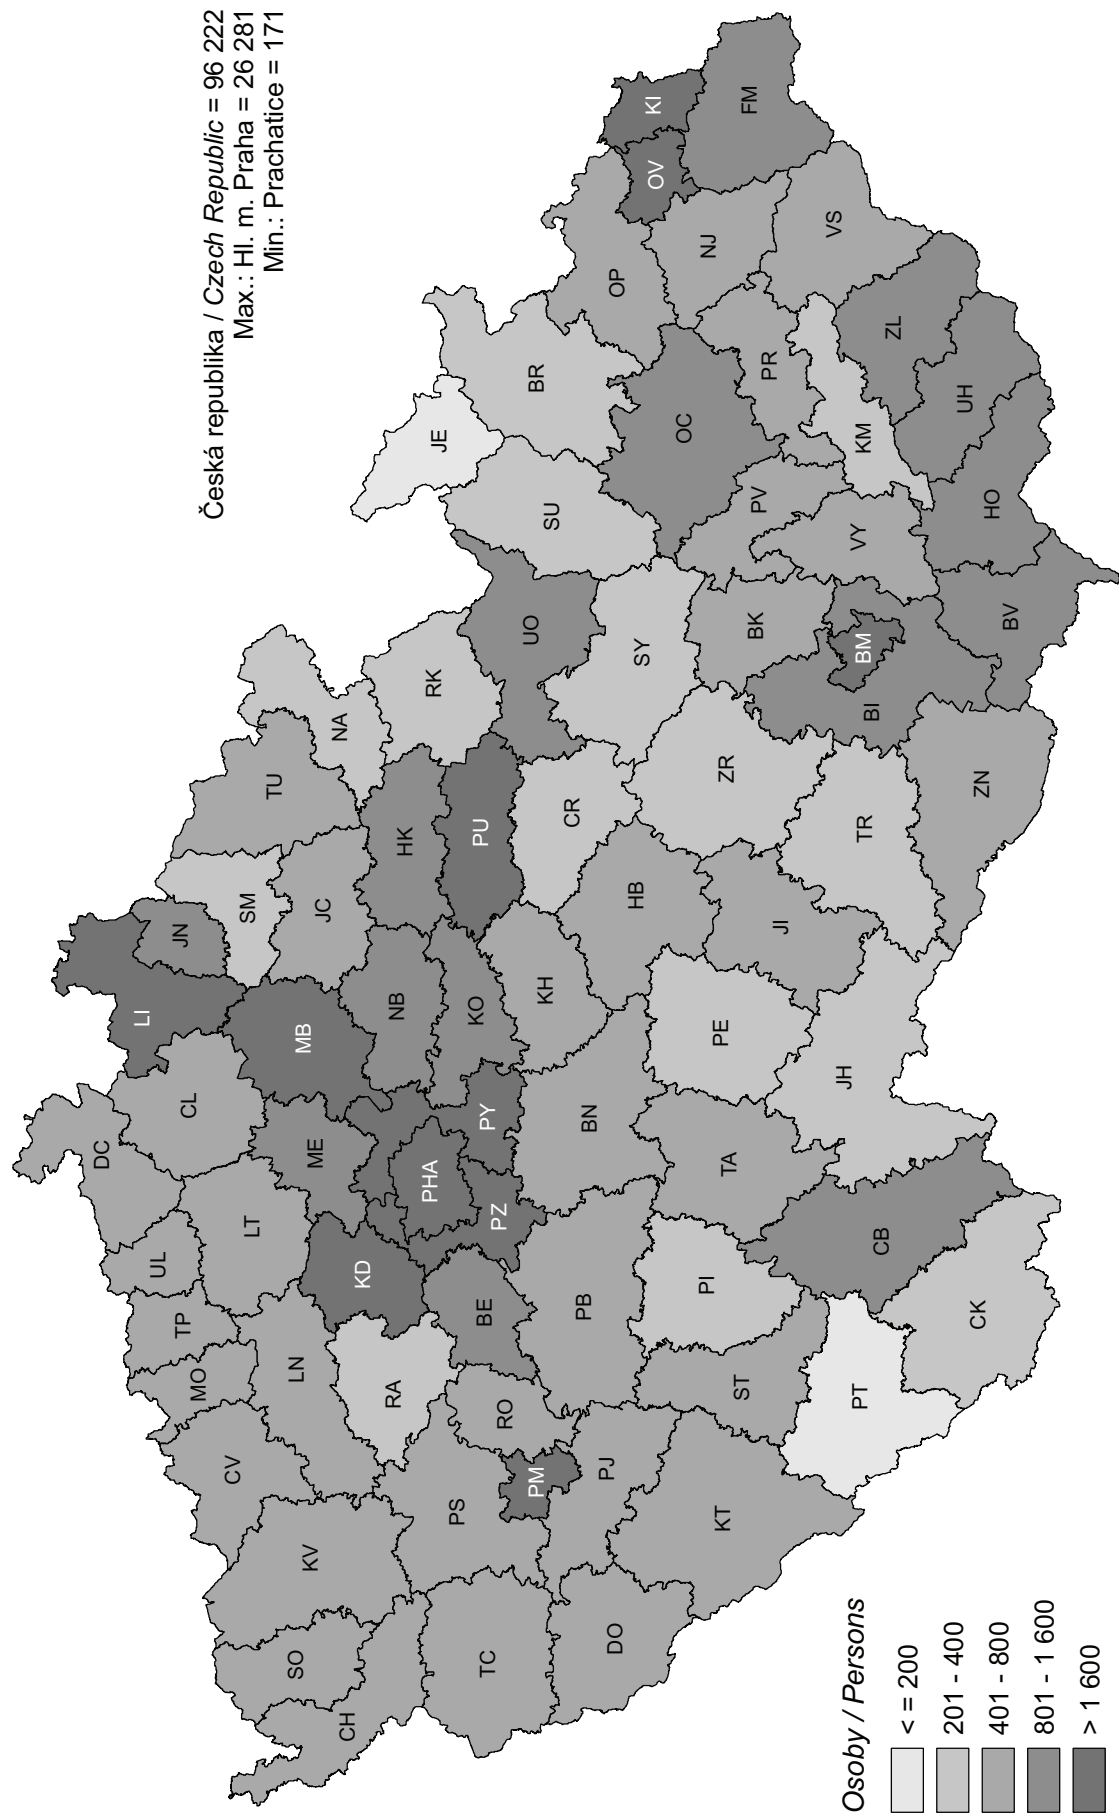 Česká republika / Czech Republic = 96 222
Max.: Hl. m. Praha = 26 281
Min.: Prachatice = 171
DC
LI
JN
UL
CL
TP
SM
TU
MO
LT
MB
JC
NA
CV
ME
LN
KD
NB
HK
RK
JE
KV
RA
PHA
SO
CH
BE
PZ
PY
KO
PU
UO
SU
BR
PS
RO
KH
CR
OP
OV
KI
TC
PM
PB
BN
HB
SY
OC
NJ
FM
DO
PJ
PI
TA
PE
ZR
BK
PV
PR
VS
KT
ST
JI
VY
KM
ZL
PT
CB
JH
TR
BI
BM
UH
CK
ZN
BV
HO
Osoby / Persons
< = 200
201 - 400
401 - 800
801 - 1 600
> 1 600